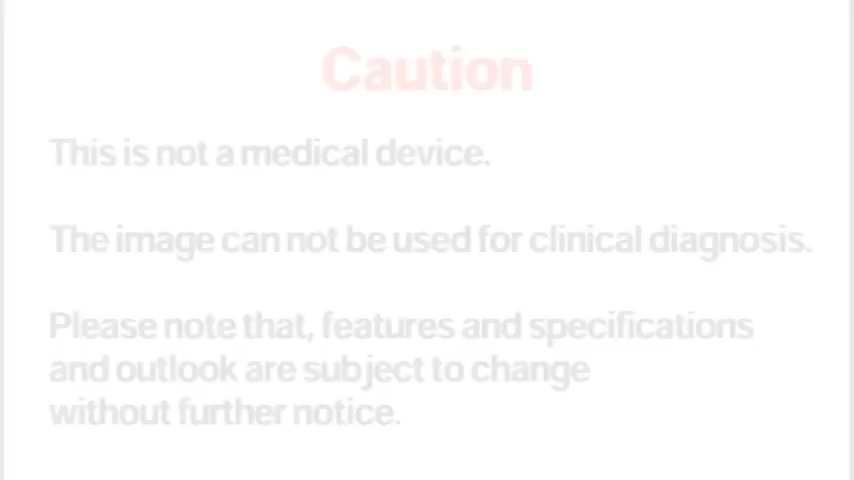 Caution
This is not a medical device.
The image can not be used for clinical diagnosis.
Please note that, features and specifications
and outlook are subject to change
without further notice.